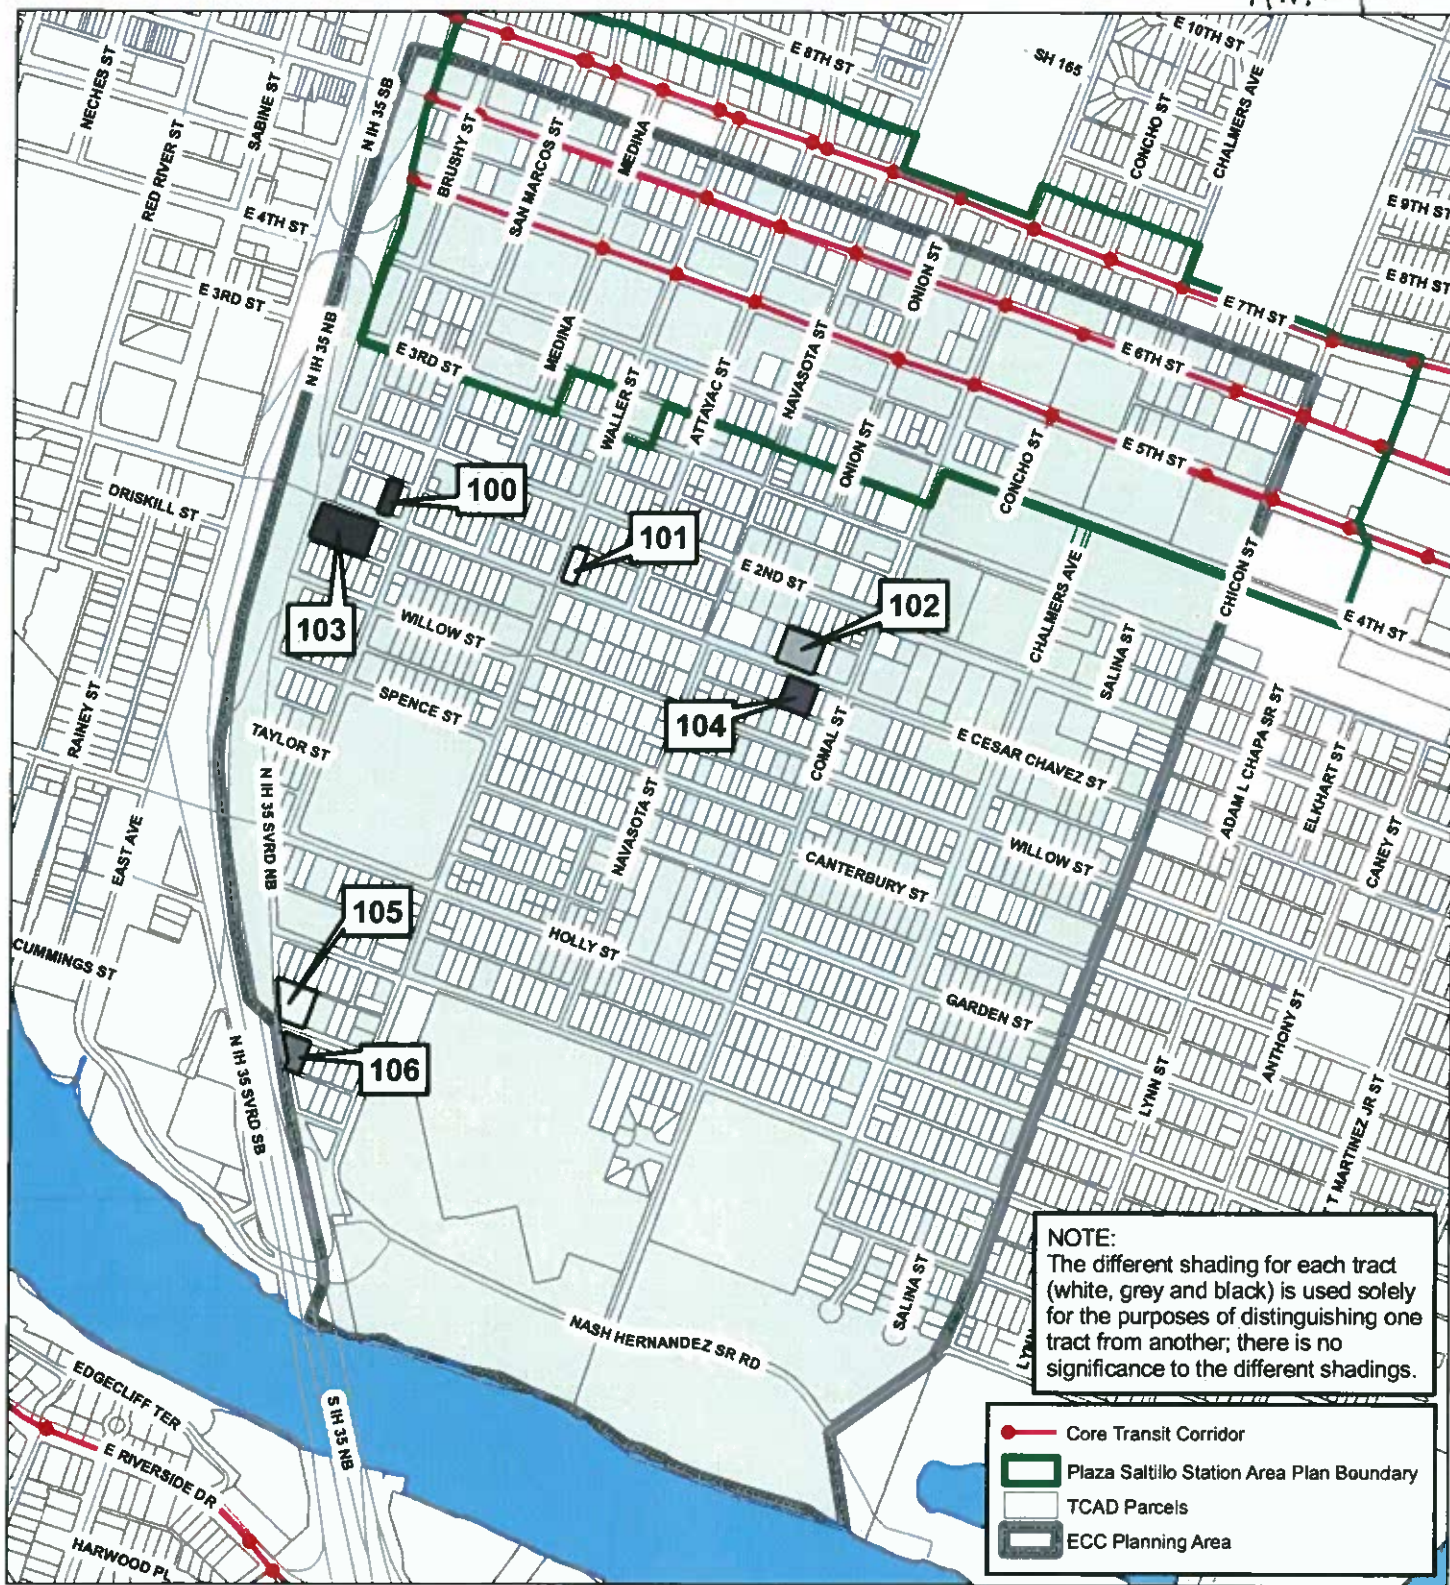 E 10TH ST
E 8TH ST
SH 165
NECHES ST
SABINE ST
N IH 35 SB
CONCHO ST
CHALMERS AVE
RED RIVER ST
BRUSHY ST
SAN MARCOS ST
MEDINA
E 4TH ST
E 9TH ST
E 3RD ST
ONION ST
E 8TH ST
E 7TH ST
N IH 35 NB
E 3RD ST
MEDINA
NAVASOTA ST
E 6TH ST
WALLER ST
ATTAYAC ST
ONION ST
CONCHO ST
E 5TH ST
DRISKILL ST
100
101
E 2ND ST
CHICON ST
102
CHALMERS AVE
E 4TH ST
103
WILLOW ST
SALINA ST
RAINEY ST
SPENCE ST
104
TAYLOR ST
COMAL ST
E CESAR CHAVEZ ST
ADAM L CHAPA SR ST
ELKHART ST
N IH 35 SVRD NB
NAVASOTA ST
EAST AVE
CANTERBURY ST
WILLOW ST
CANEY ST
105
CUMMINGS ST
HOLLY ST
GARDEN ST
ANTHONY ST
N IH 35 SVRD SB
106
LYNN ST
T MARTINEZ JR ST
SALINA ST
NASH HERNANDEZ SR RD
NOTE:
The different shading for each tract
(white, grey and black) is used solely
for the purposes of distinguishing one
tract from another; there is no
significance to the different shadings.
EDGECLIFF TER
S IH 35 NB
E RIVERSIDE DR
HARWOOD PL
Core Transit Corridor
Plaza Saltillo Station Area Plan Boundary
TCAD Parcels
ECC Planning Area